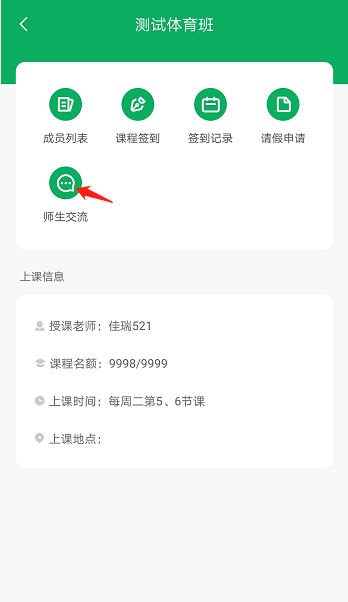 测试体育班
成员列表 课程签到 签到记录 请假申请
师生交流
上课信息
授课老师：佳瑞521
课程名额：9998/9999
上课时间：每周二第5、6节课
上课地点：